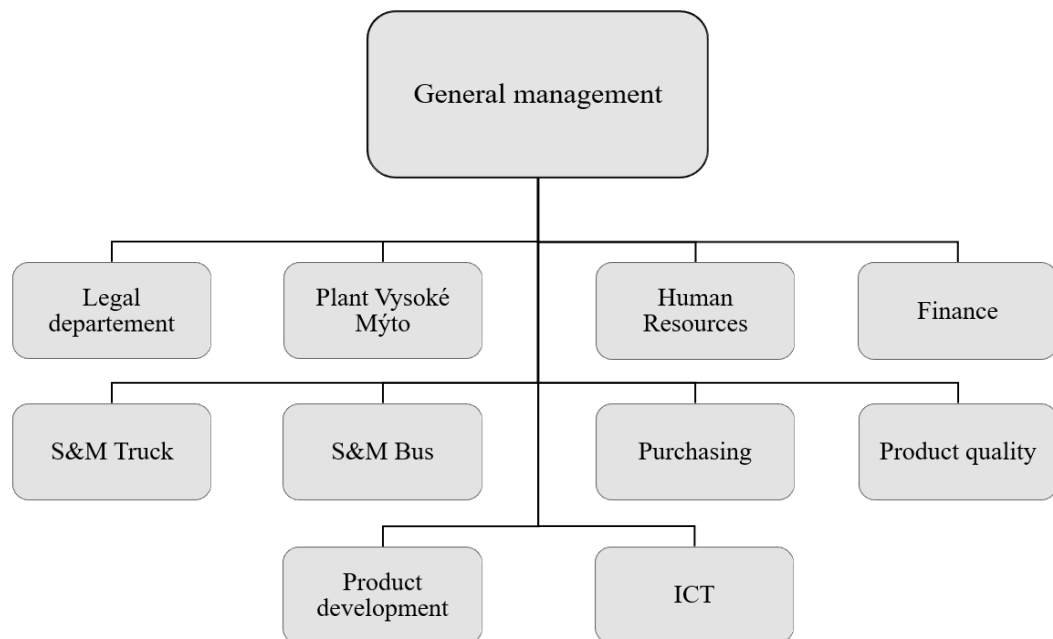 General management
Legal
departement
Plant Vysoké
Mýto
Human
Resources
Finance
S&M Truck
S&M Bus
Purchasing
Product quality
Product
development
ICT